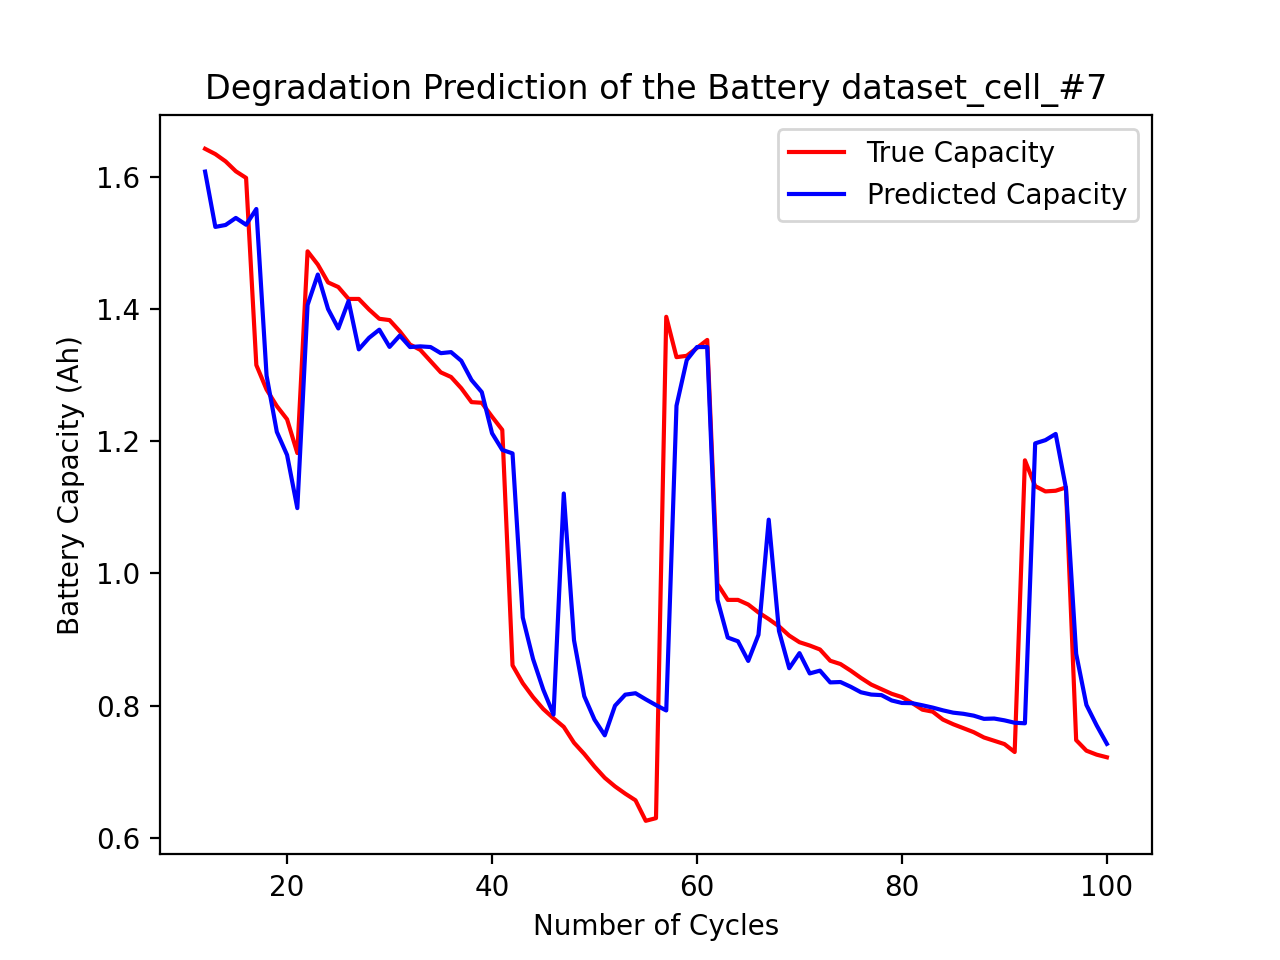 Degradation Prediction of the Battery dataset_cell_#7
True Capacity
Predicted Capacity
Battery Capacity (Ah)
1.6
1.4
1.2
1.0
0.8
0.6
20 40 60 80 100
Number of Cycles